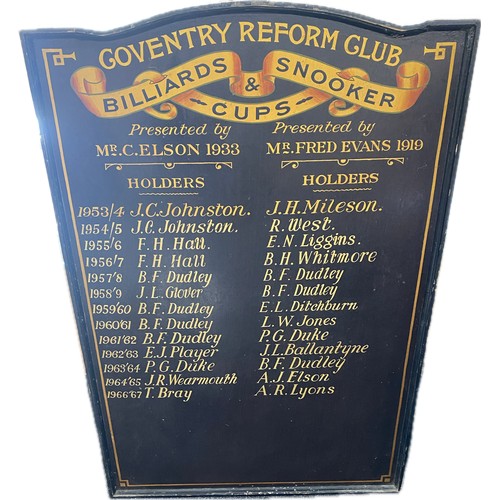 COVENTRY REFORM CLUB
BILLIARDS & SNOOKER
CUPS
Presented by Presented by
MR. C. ELSON 1933 MR. FRED EVANS 1919
HOLDERS HOLDERS
1953/4 J.C. Johnston. J.H. Mileson.
1954/5 J.C. Johnston. R. West.
1955/6 F. H. Hall. E.N. Liggins.
1956/7 F. H. Hall B.H. Whitmore
1957/8 B.F. Dudley B.F. Dudley
1958/9 J.L. Glover B.F. Dudley
1959/60 B.F. Dudley E.L. Ditchburn
1960/61 B.F. Dudley L.W. Jones
1961/62 B.F. Dudley P.G. Duke
1962/63 E.J. Player J.L. Ballantyne
1963/64 P.G. Duke B.F. Dudley
1964/65 J.R. Wearmouth A.J. Elson
1966/67 T. Bray A.R. Lyons